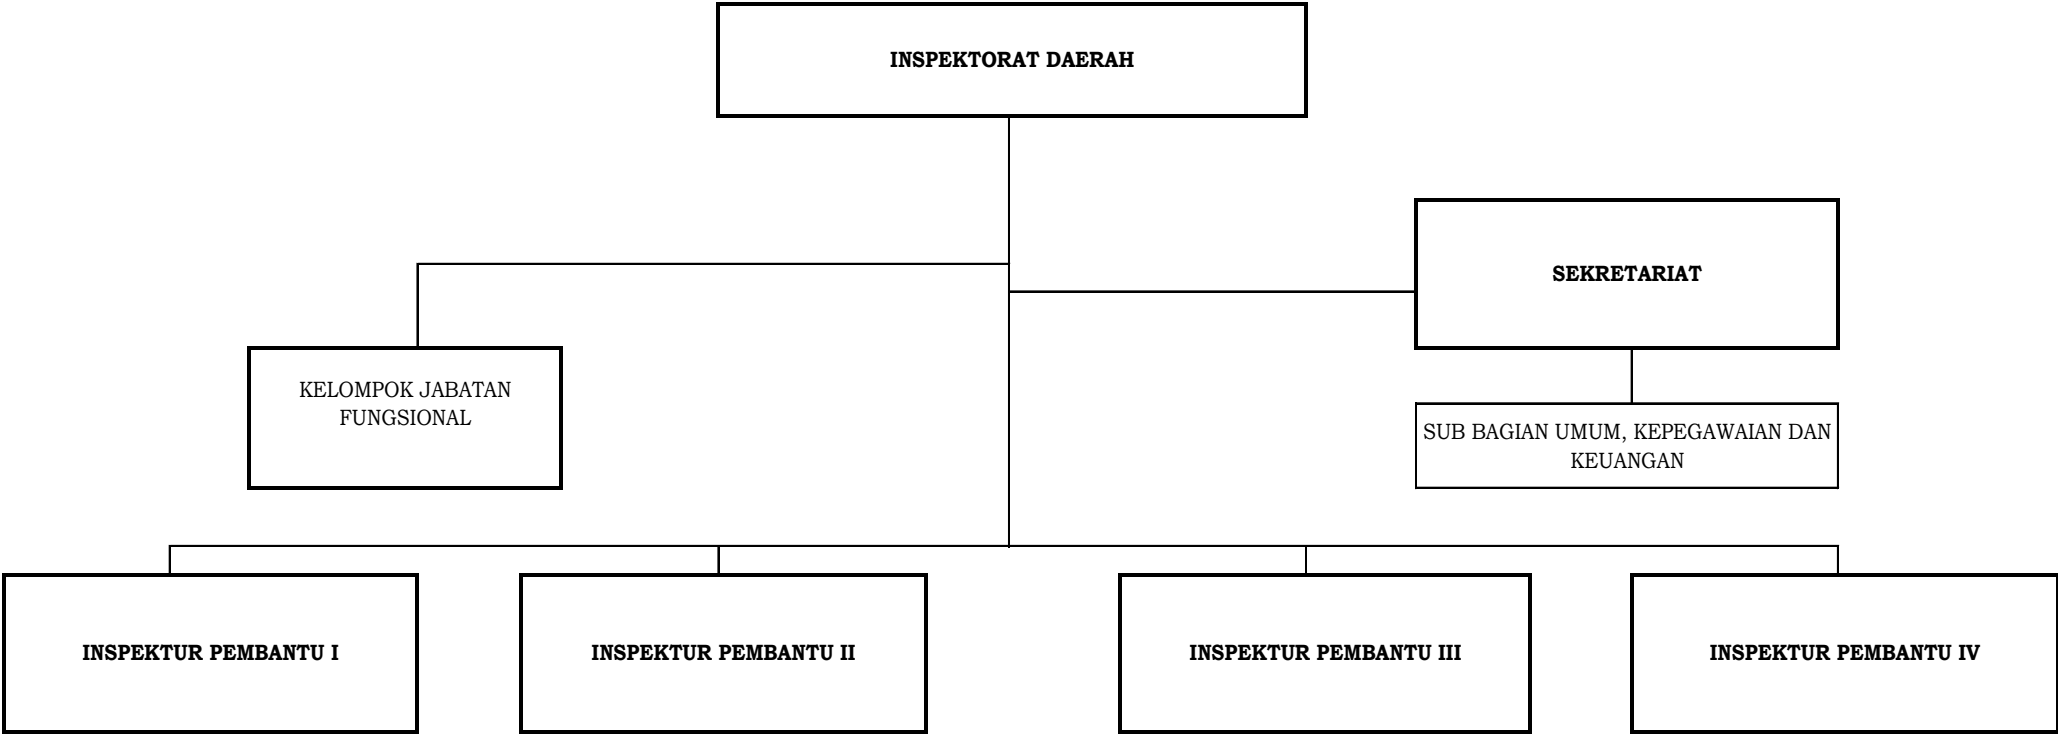 INSPEKTORAT DAERAH
SEKRETARIAT
KELOMPOK JABATAN
FUNGSIONAL
SUB BAGIAN UMUM, KEPEGAWAIAN DAN
KEUANGAN
INSPEKTUR PEMBANTU I
INSPEKTUR PEMBANTU II
INSPEKTUR PEMBANTU III
INSPEKTUR PEMBANTU IV